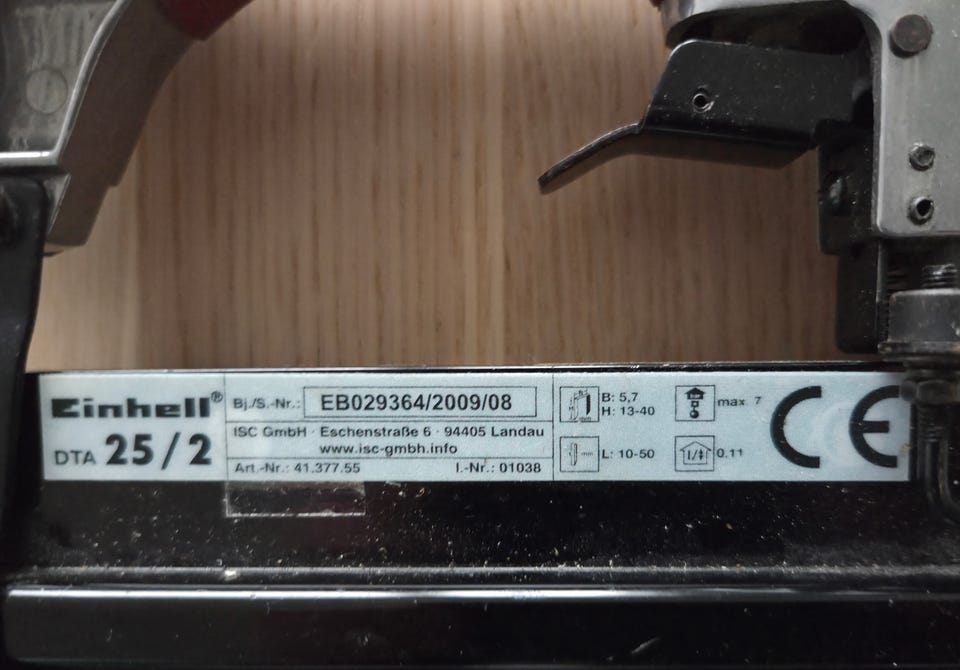 Einhell®
DTA 25/2
Bj./S.-Nr.: EB029364/2009/08
ISC GmbH · Eschenstraße 6 · 94405 Landau
www.isc-gmbh.info
Art.-Nr.: 41.377.55 I.-Nr.: 01038
B: 5,7
H: 13-40
L: 10-50
max 7
l/‡ 0.11
CE